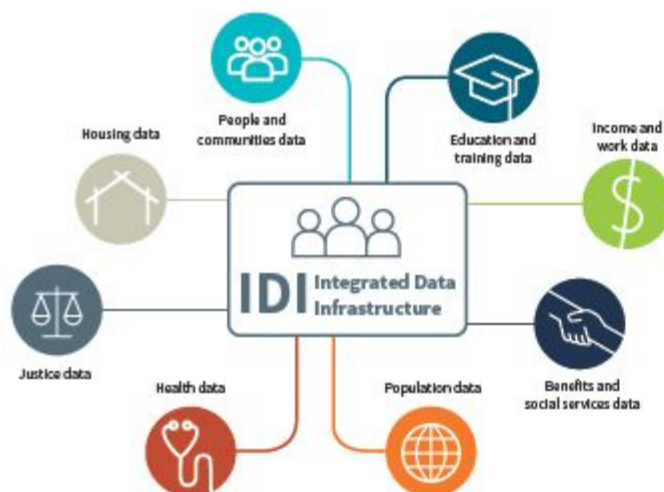 People and
communities data
Education and
training data
Income and
work data
Housing data
IDI Integrated Data
Infrastructure
Justice data
Benefits and
social services data
Health data
Population data